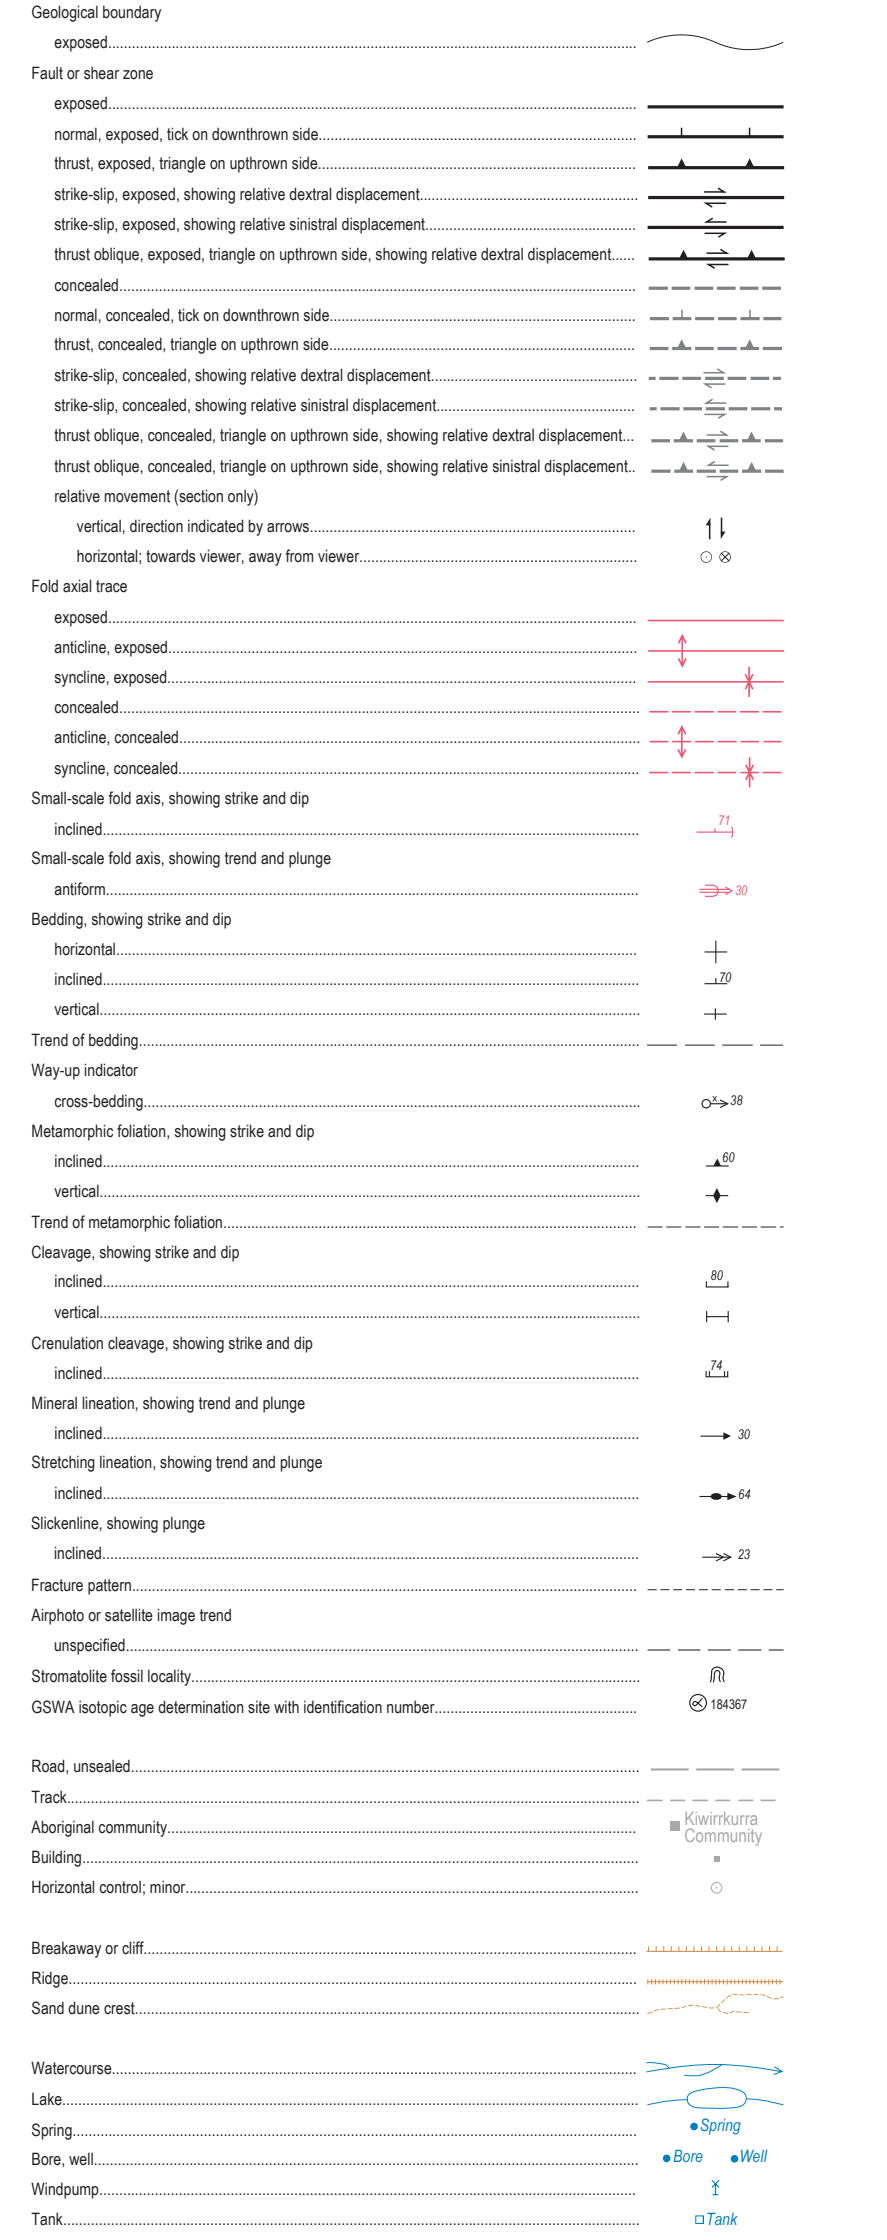 Geological boundary
exposed
Fault or shear zone
exposed
normal, exposed, tick on downthrown side
thrust, exposed, triangle on upthrown side
strike-slip, exposed, showing relative dextral displacement
strike-slip, exposed, showing relative sinistral displacement
thrust oblique, exposed, triangle on upthrown side, showing relative dextral displacement
concealed
normal, concealed, tick on downthrown side
thrust, concealed, triangle on upthrown side
strike-slip, concealed, showing relative dextral displacement
strike-slip, concealed, showing relative sinistral displacement
thrust oblique, concealed, triangle on upthrown side, showing relative dextral displacement
thrust oblique, concealed, triangle on upthrown side, showing relative sinistral displacement
relative movement (section only)
vertical, direction indicated by arrows
horizontal; towards viewer, away from viewer
Fold axial trace
exposed
anticline, exposed
syncline, exposed
concealed
anticline, concealed
syncline, concealed
Small-scale fold axis, showing strike and dip
inclined 71
Small-scale fold axis, showing trend and plunge
antiform 30
Bedding, showing strike and dip
horizontal
inclined 70
vertical
Trend of bedding
Way-up indicator
cross-bedding x 38
Metamorphic foliation, showing strike and dip
inclined 60
vertical
Trend of metamorphic foliation
Cleavage, showing strike and dip
inclined 80
vertical
Crenulation cleavage, showing strike and dip
inclined 74
Mineral lineation, showing trend and plunge
inclined 30
Stretching lineation, showing trend and plunge
inclined 64
Slickenline, showing plunge
inclined 23
Fracture pattern
Airphoto or satellite image trend
unspecified
Stromatolite fossil locality
GSWA isotopic age determination site with identification number 184367
Road, unsealed
Track
Aboriginal community Kiwirrkurra
Community
Building
Horizontal control; minor
Breakaway or cliff
Ridge
Sand dune crest
Watercourse
Lake
Spring Spring
Bore, well Bore Well
Windpump
Tank Tank